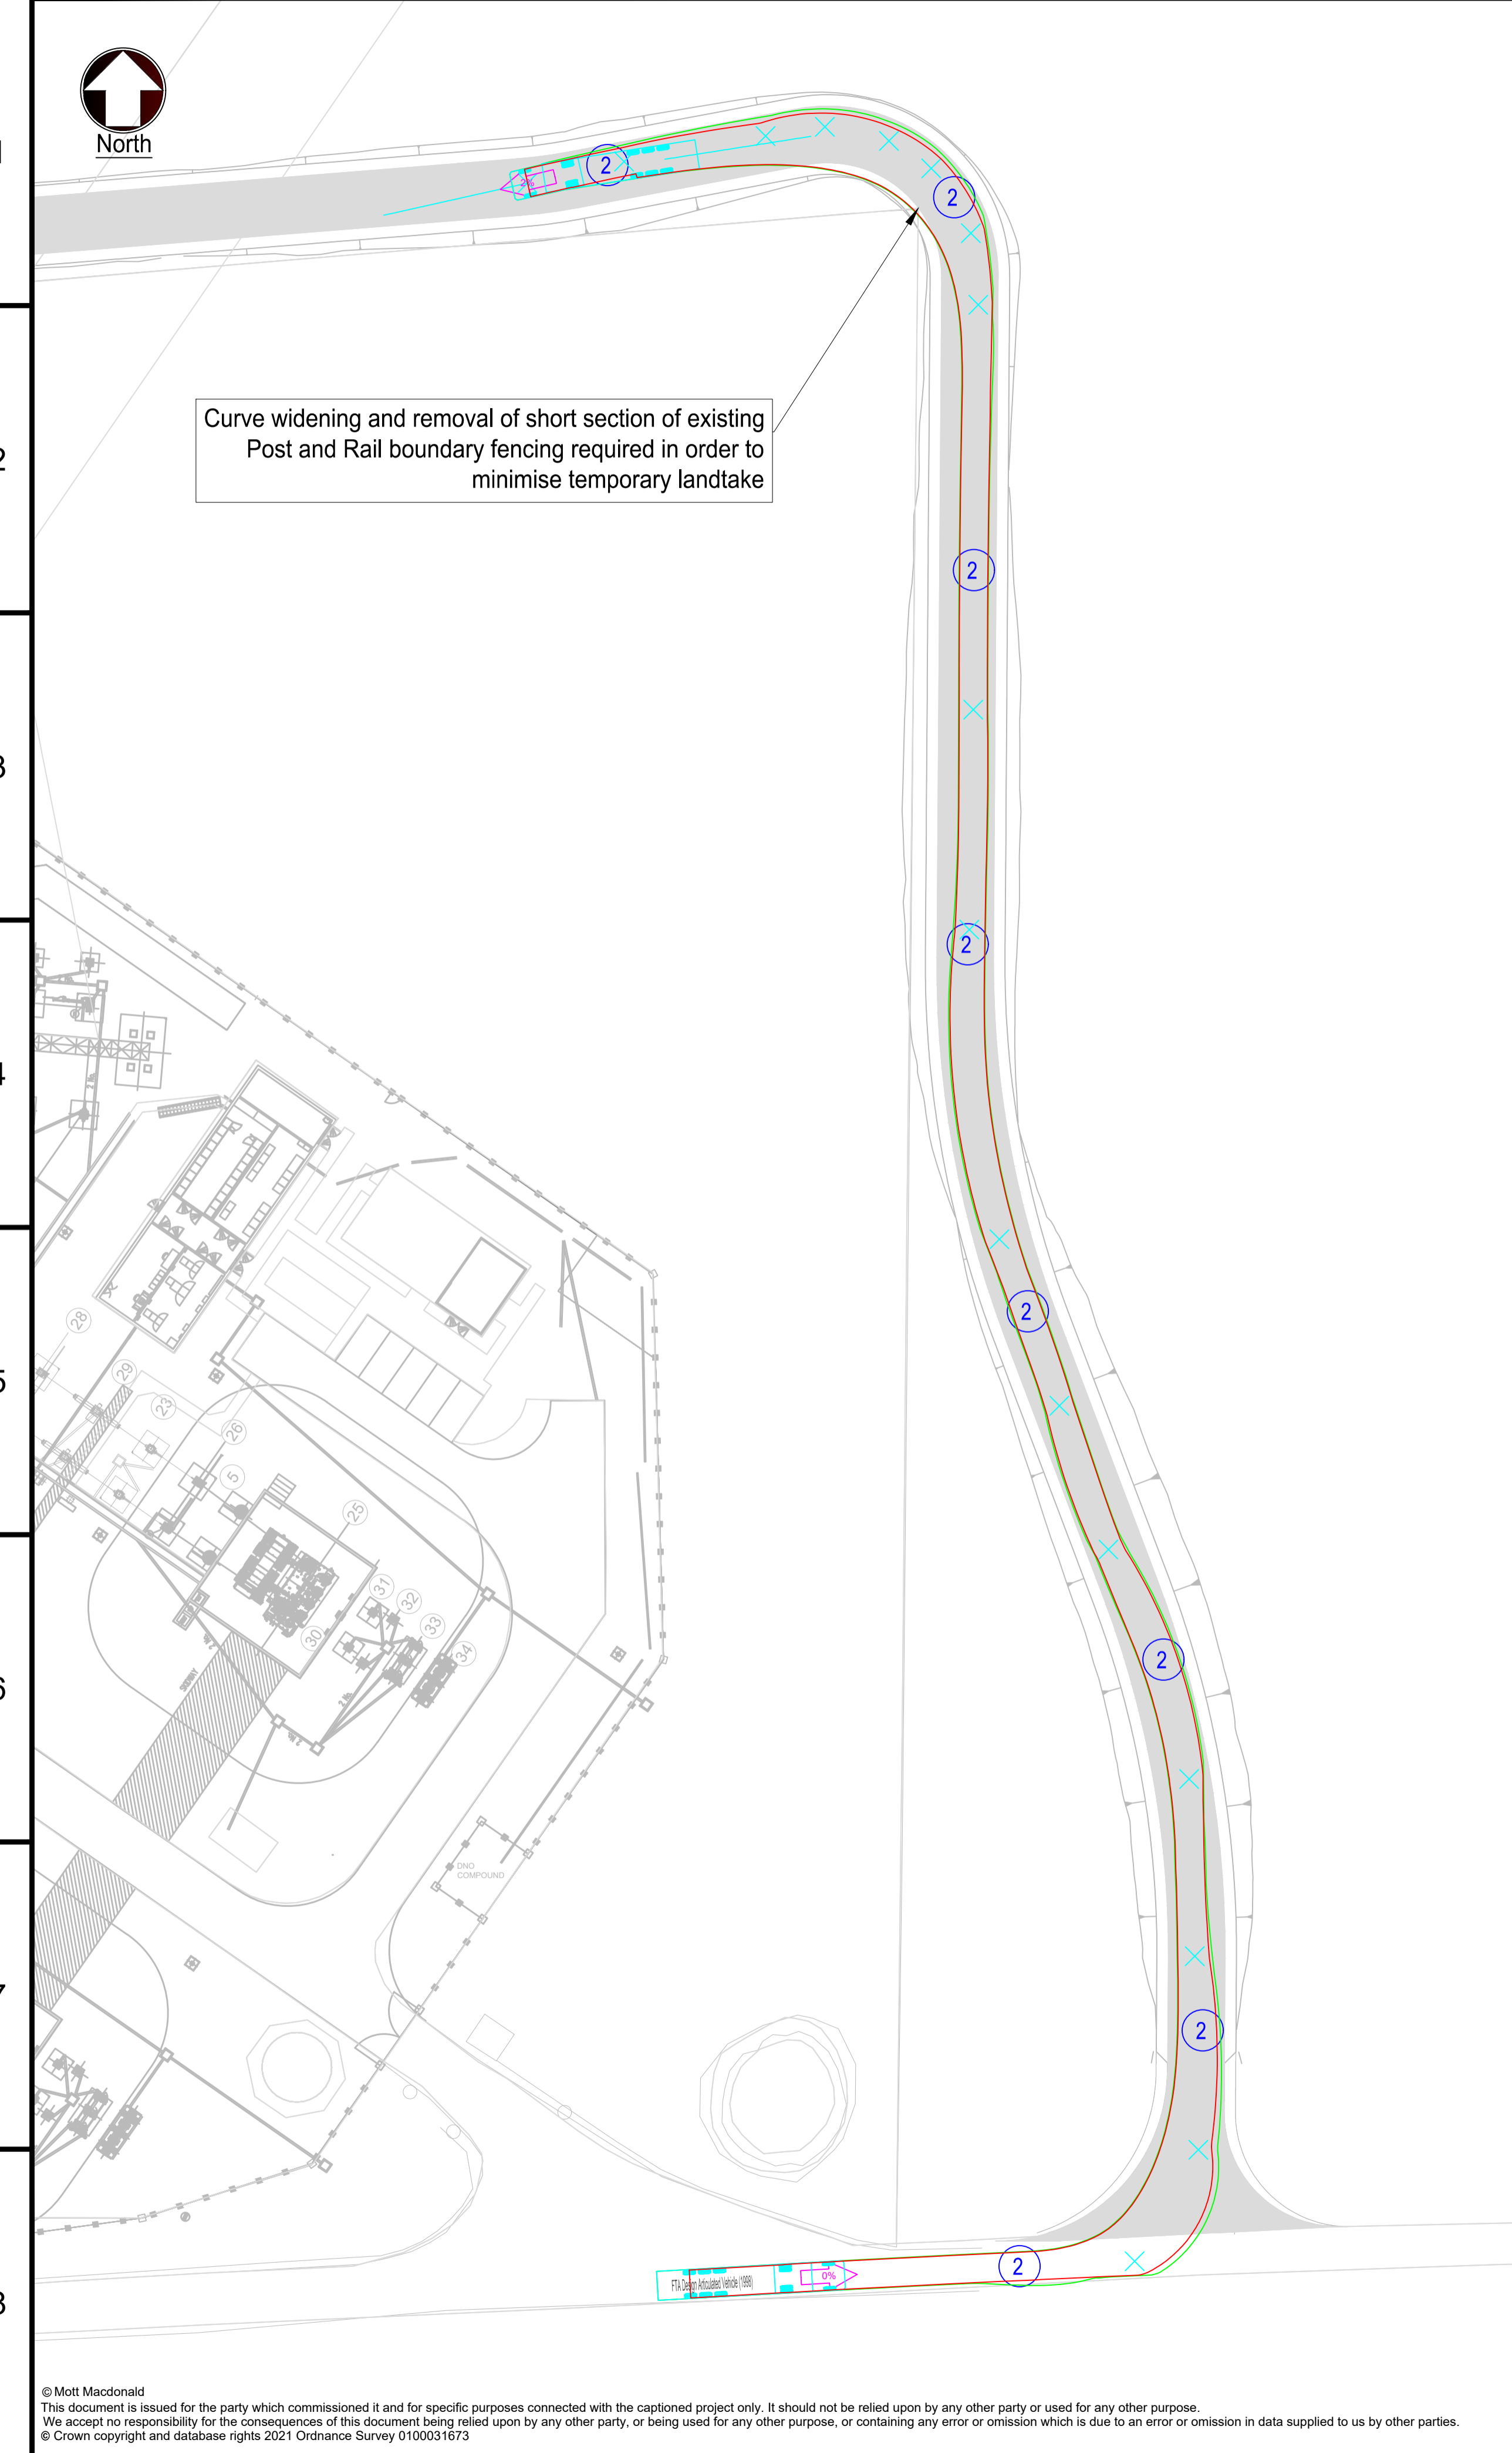 North
2
2
Curve widening and removal of short section of existing
Post and Rail boundary fencing required in order to
minimise temporary landtake
2
2
2
28
29
23
26
5
25
31
32
33
30
34
2
DNO
COMPOUND
2
2
FTA Design Articulated Vehicle (1998)
0%
© Mott Macdonald
This document is issued for the party which commissioned it and for specific purposes connected with the captioned project only. It should not be relied upon by any other party or used for any other purpose.
We accept no responsibility for the consequences of this document being relied upon by any other party, or being used for any other purpose, or containing any error or omission which is due to an error or omission in data supplied to us by other parties.
© Crown copyright and database rights 2021 Ordnance Survey 0100031673